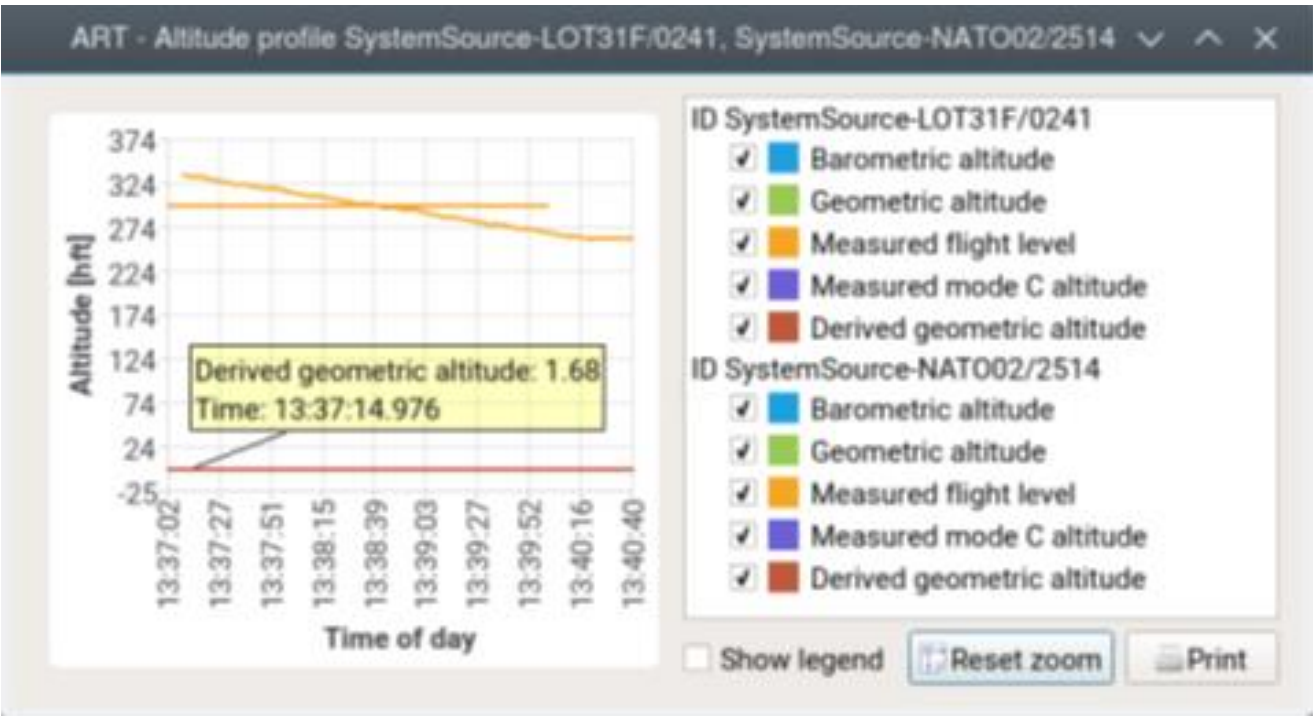 ART - Altitude profile SystemSource-LOT31F/0241, SystemSource-NATO02/2514
374
324
274
224
174
124
74
24
-25
Altitude [hft]
Derived geometric altitude: 1.68
Time: 13:37:14.976
13:37:02
13:37:27
13:37:51
13:38:15
13:38:39
13:39:03
13:39:27
13:39:52
13:40:16
13:40:40
Time of day
ID SystemSource-LOT31F/0241
Barometric altitude
Geometric altitude
Measured flight level
Measured mode C altitude
Derived geometric altitude
ID SystemSource-NATO02/2514
Barometric altitude
Geometric altitude
Measured flight level
Measured mode C altitude
Derived geometric altitude
Show legend
Reset zoom
Print